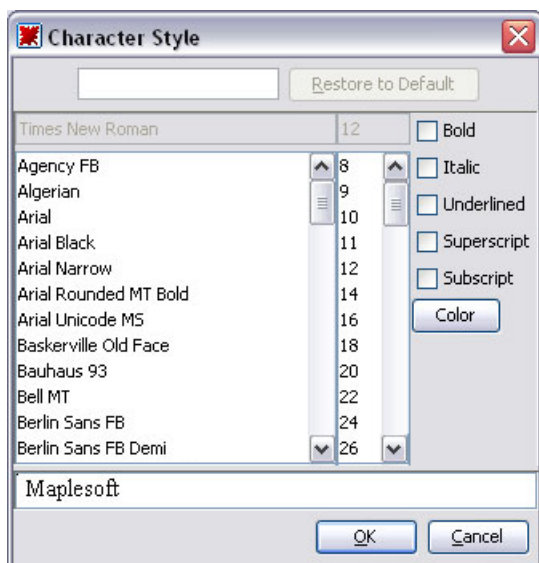 Character Style
Restore to Default
Times New Roman 12
Bold
Italic
Underlined
Superscript
Subscript
Color
Agency FB 8
Algerian 9
Arial 10
Arial Black 11
Arial Narrow 12
Arial Rounded MT Bold 14
Arial Unicode MS 16
Baskerville Old Face 18
Bauhaus 93 20
Bell MT 22
Berlin Sans FB 24
Berlin Sans FB Demi 26
Maplesoft
OK Cancel